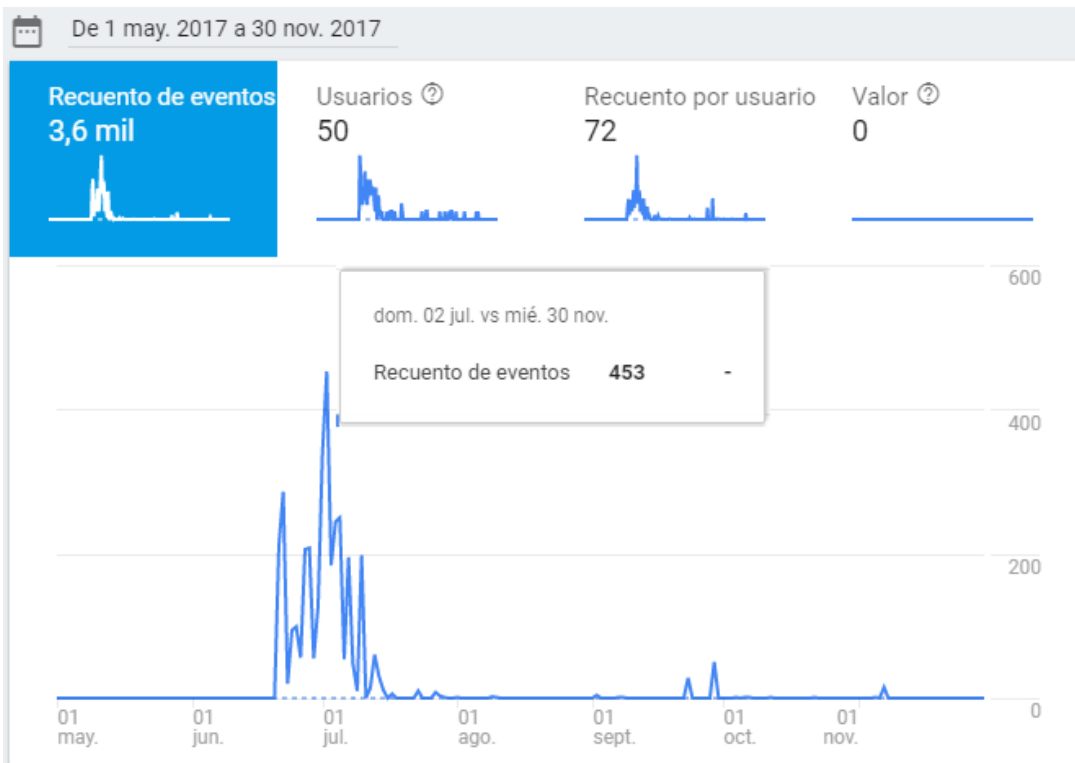 De 1 may. 2017 a 30 nov. 2017
Recuento de eventos
3,6 mil
Usuarios
50
Recuento por usuario
72
Valor
0
600
dom. 02 jul. vs mié. 30 nov.
Recuento de eventos 453 -
400
200
0
01 may.
01 jun.
01 jul.
01 ago.
01 sept.
01 oct.
01 nov.